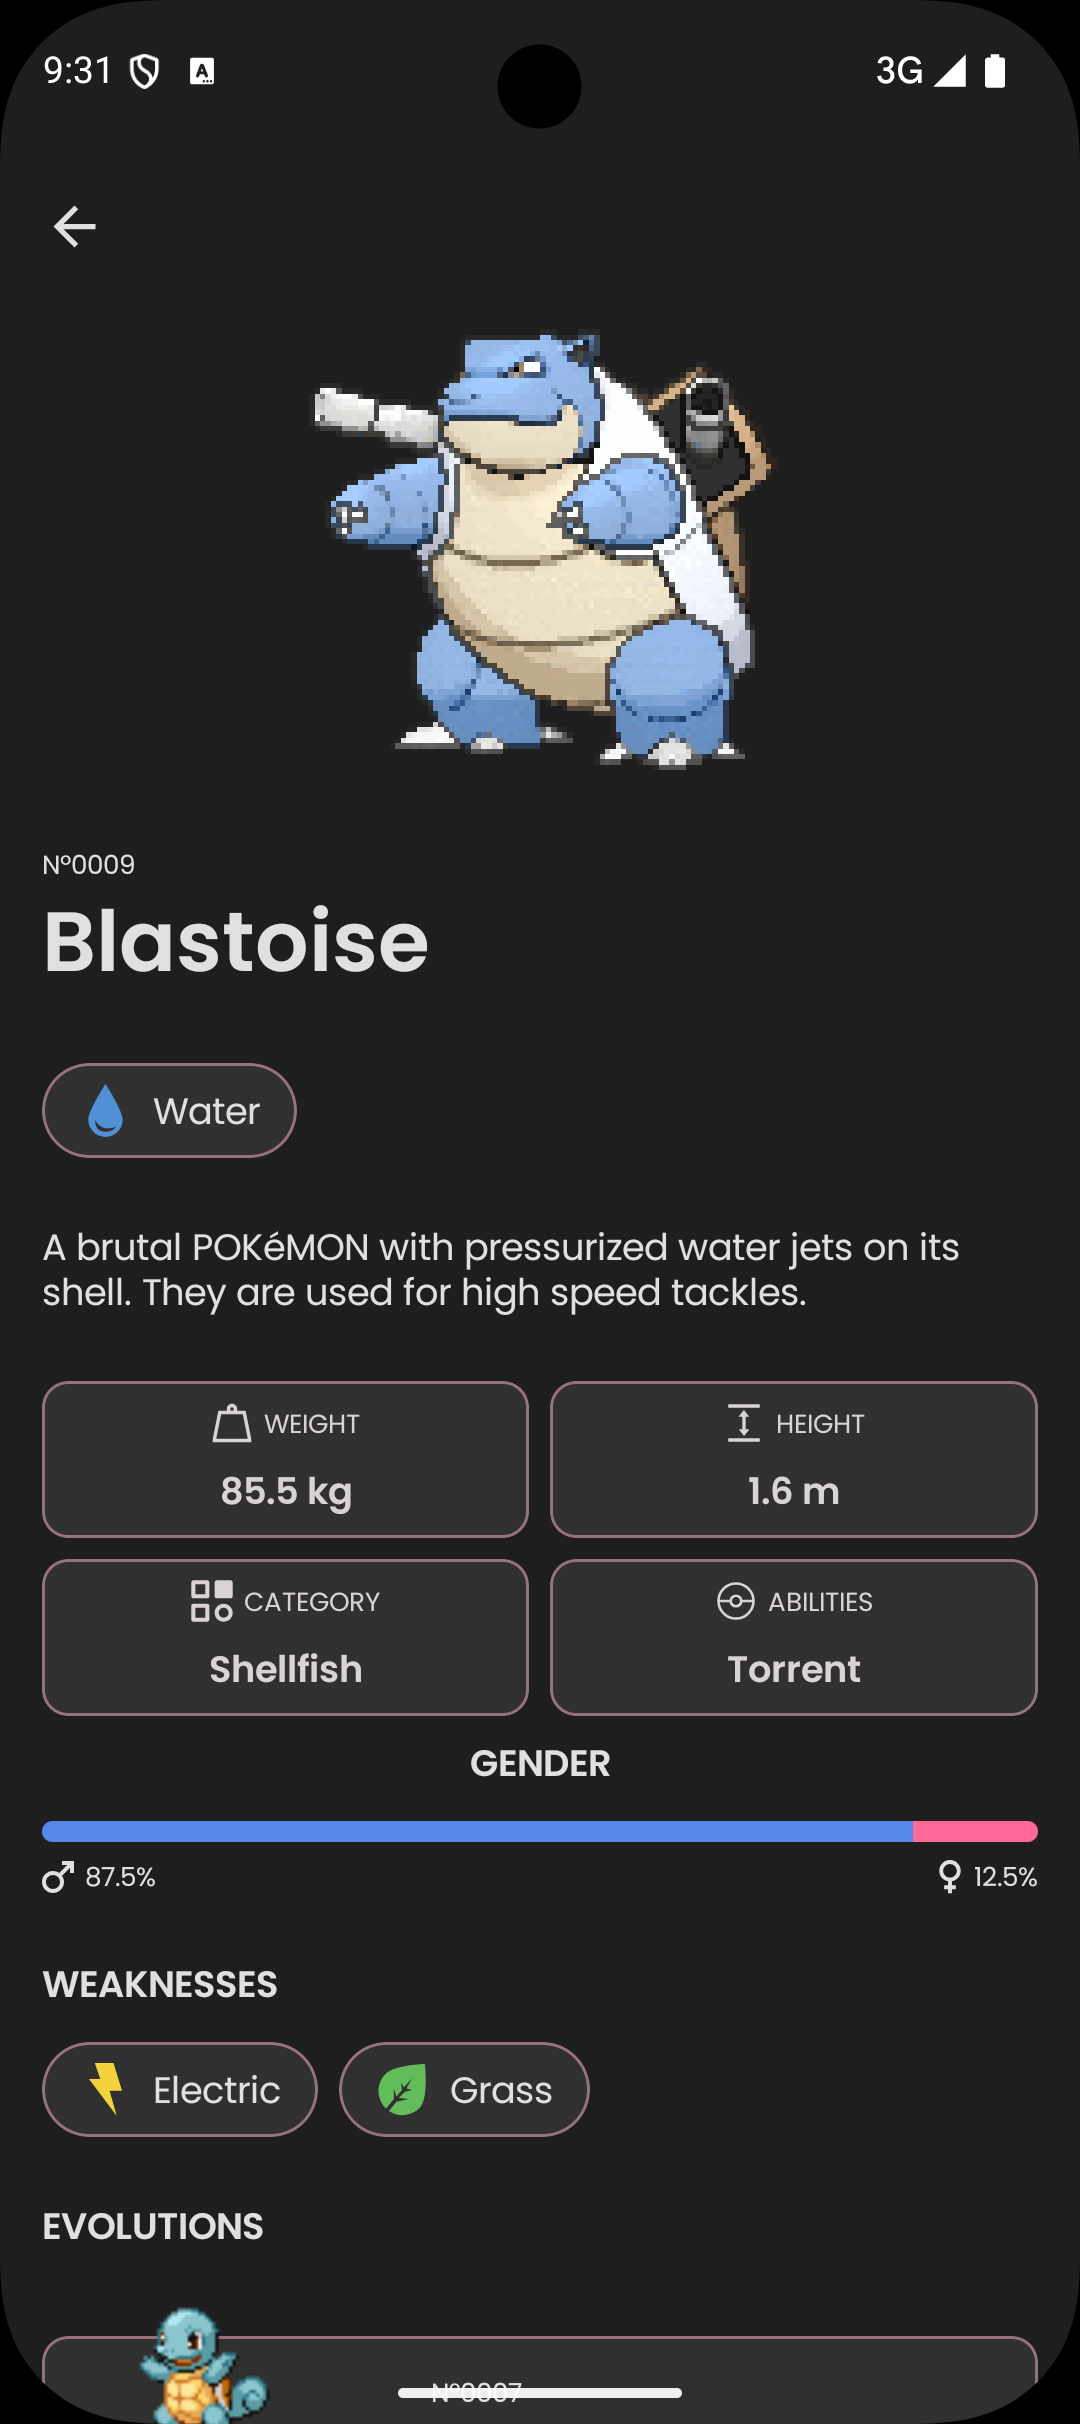 9:31
3G
Nº0009
Blastoise
Water
A brutal POKéMON with pressurized water jets on its
shell. They are used for high speed tackles.
WEIGHT
85.5 kg
HEIGHT
1.6 m
CATEGORY
Shellfish
ABILITIES
Torrent
GENDER
87.5%
12.5%
WEAKNESSES
Electric
Grass
EVOLUTIONS
Nº0007